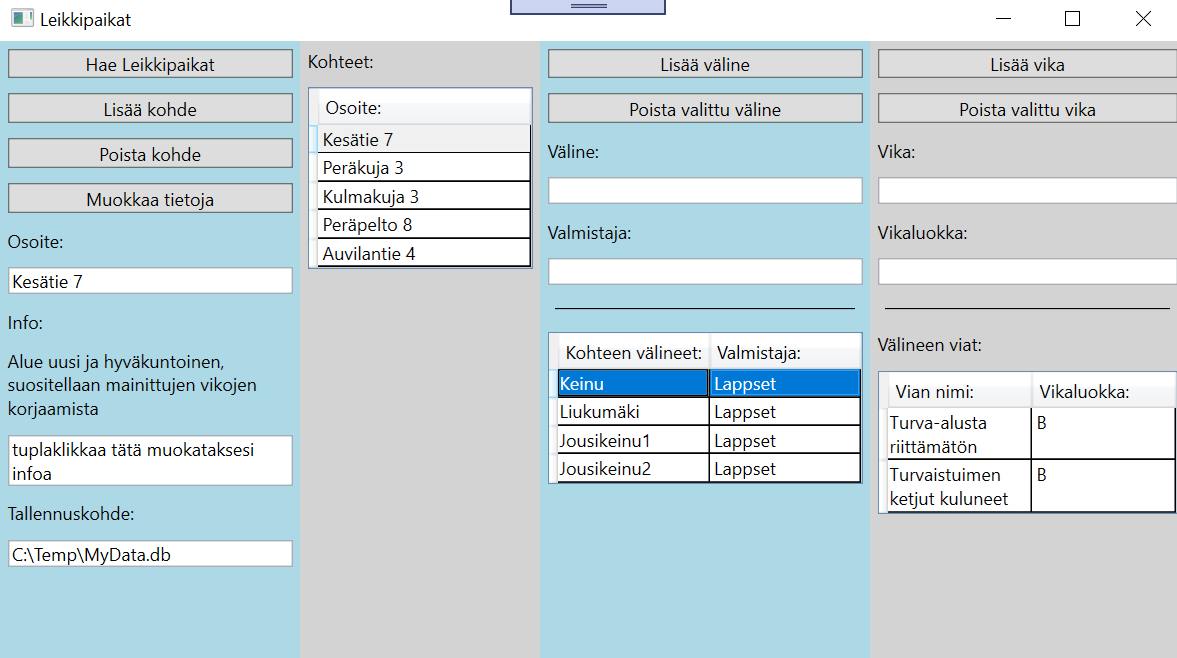 Leikkipaikat
Hae Leikkipaikat
Lisää kohde
Poista kohde
Muokkaa tietoja
Osoite:
Kesätie 7
Info:
Alue uusi ja hyväkuntoinen,
suositellaan mainittujen vikojen
korjaamista
tuplaklikkaa tätä muokataksesi
infoa
Tallennuskohde:
C:\Temp\MyData.db
Kohteet:
Osoite:
Kesätie 7
Peräkuja 3
Kulmakuja 3
Peräpelto 8
Auvilantie 4
Lisää väline
Poista valittu väline
Väline:
Valmistaja:
Kohteen välineet: Valmistaja:
Keinu Lappset
Liukumäki Lappset
Jousikeinu1 Lappset
Jousikeinu2 Lappset
Lisää vika
Poista valittu vika
Vika:
Vikaluokka:
Välineen viat:
Vian nimi: Vikaluokka:
Turva-alusta B
riittämätön
Turvaistuimen B
ketjut kuluneet